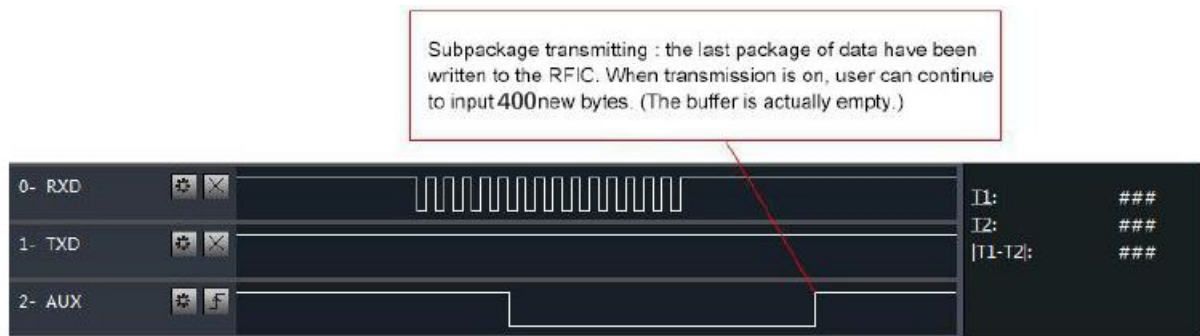 Subpackage transmitting : the last package of data have been
written to the RFIC. When transmission is on, user can continue
to input 400 new bytes. (The buffer is actually empty.)
0- RXD
1- TXD
2- AUX
T1: ###
T2: ###
|T1-T2|: ###